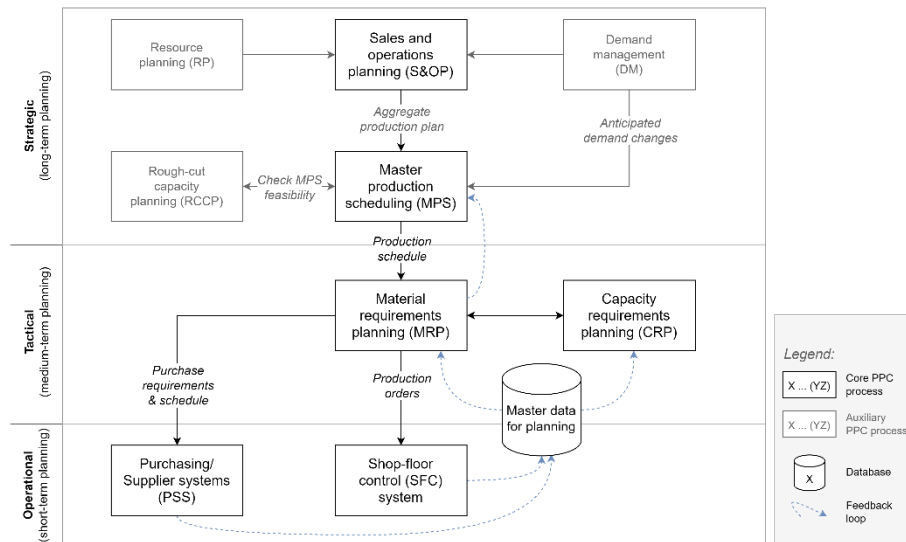 Strategic
(long-term planning)
Resource
planning (RP)
Sales and
operations
planning (S&OP)
Demand
management
(DM)
Aggregate
production plan
Anticipated
demand changes
Rough-cut
capacity
planning (RCCP)
Check MPS
feasibility
Master
production
scheduling (MPS)
Tactical
(medium-term planning)
Production
schedule
Material
requirements
planning (MRP)
Capacity
requirements
planning (CRP)
Purchase
requirements
& schedule
Production
orders
Master data
for planning
Operational
(short-term planning)
Purchasing/
Supplier systems
(PSS)
Shop-floor
control (SFC)
system
Legend:
X ... (YZ)
Core PPC
process
X ... (YZ)
Auxiliary
PPC process
X
Database
Feedback
loop